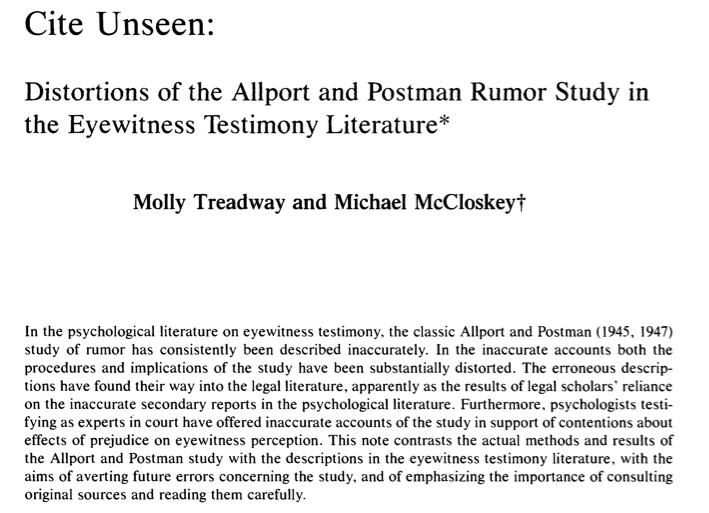 Cite Unseen:
Distortions of the Allport and Postman Rumor Study in
the Eyewitness Testimony Literature*
Molly Treadway and Michael McCloskey†
In the psychological literature on eyewitness testimony, the classic Allport and Postman (1945, 1947)
study of rumor has consistently been described inaccurately. In the inaccurate accounts both the
procedures and implications of the study have been substantially distorted. The erroneous descrip-
tions have found their way into the legal literature, apparently as the results of legal scholars' reliance
on the inaccurate secondary reports in the psychological literature. Furthermore, psychologists testi-
fying as experts in court have offered inaccurate accounts of the study in support of contentions about
effects of prejudice on eyewitness perception. This note contrasts the actual methods and results of
the Allport and Postman study with the descriptions in the eyewitness testimony literature, with the
aims of averting future errors concerning the study, and of emphasizing the importance of consulting
original sources and reading them carefully.